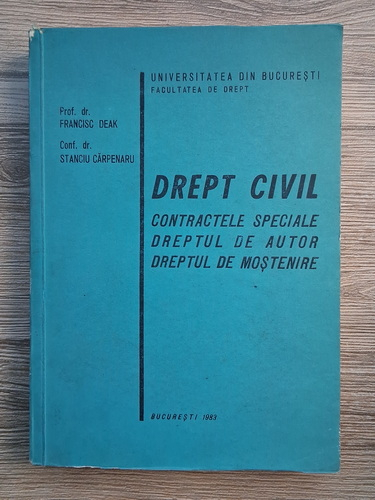 UNIVERSITATEA DIN BUCUREȘTI
FACULTATEA DE DREPT
Prof. dr.
FRANCISC DEAK
Conf. dr.
STANCIU CĂRPENARU
DREPT CIVIL
CONTRACTELE SPECIALE
DREPTUL DE AUTOR
DREPTUL DE MOȘTENIRE
BUCUREȘTI 1983